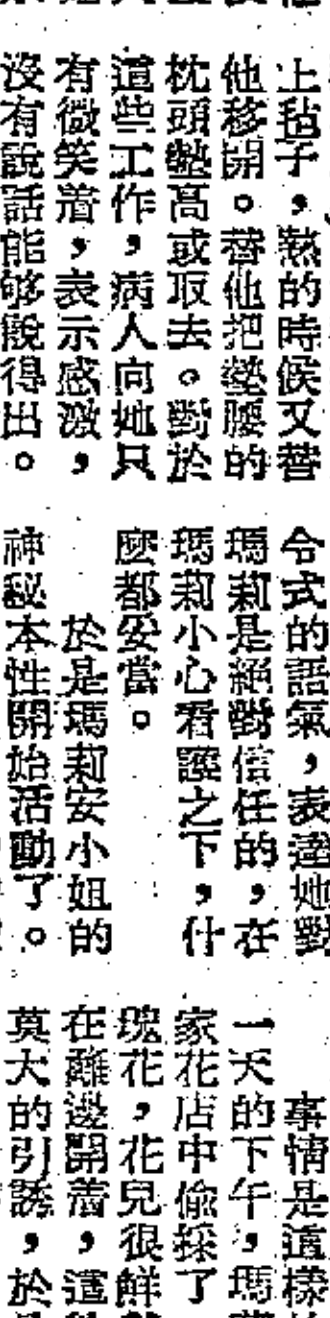 上毡子，熱的時候又替
他移開。替他把墊腰的
枕頭墊高或取去。對於
這些工作，病人向她只
有微笑着，表示感激，
沒有說話能够說得出。
令式的語氣，表達她對
瑪莉是絕對信任的，在
瑪莉小心看護之下，什
麼都妥當。
於是瑪莉安小姐的
神秘本性開始活動了。
事情是這樣
一天的下午，瑪
家花店中偷採了
瑰花，花兒很鮮
在籬邊開着，這
莫大的引誘，於